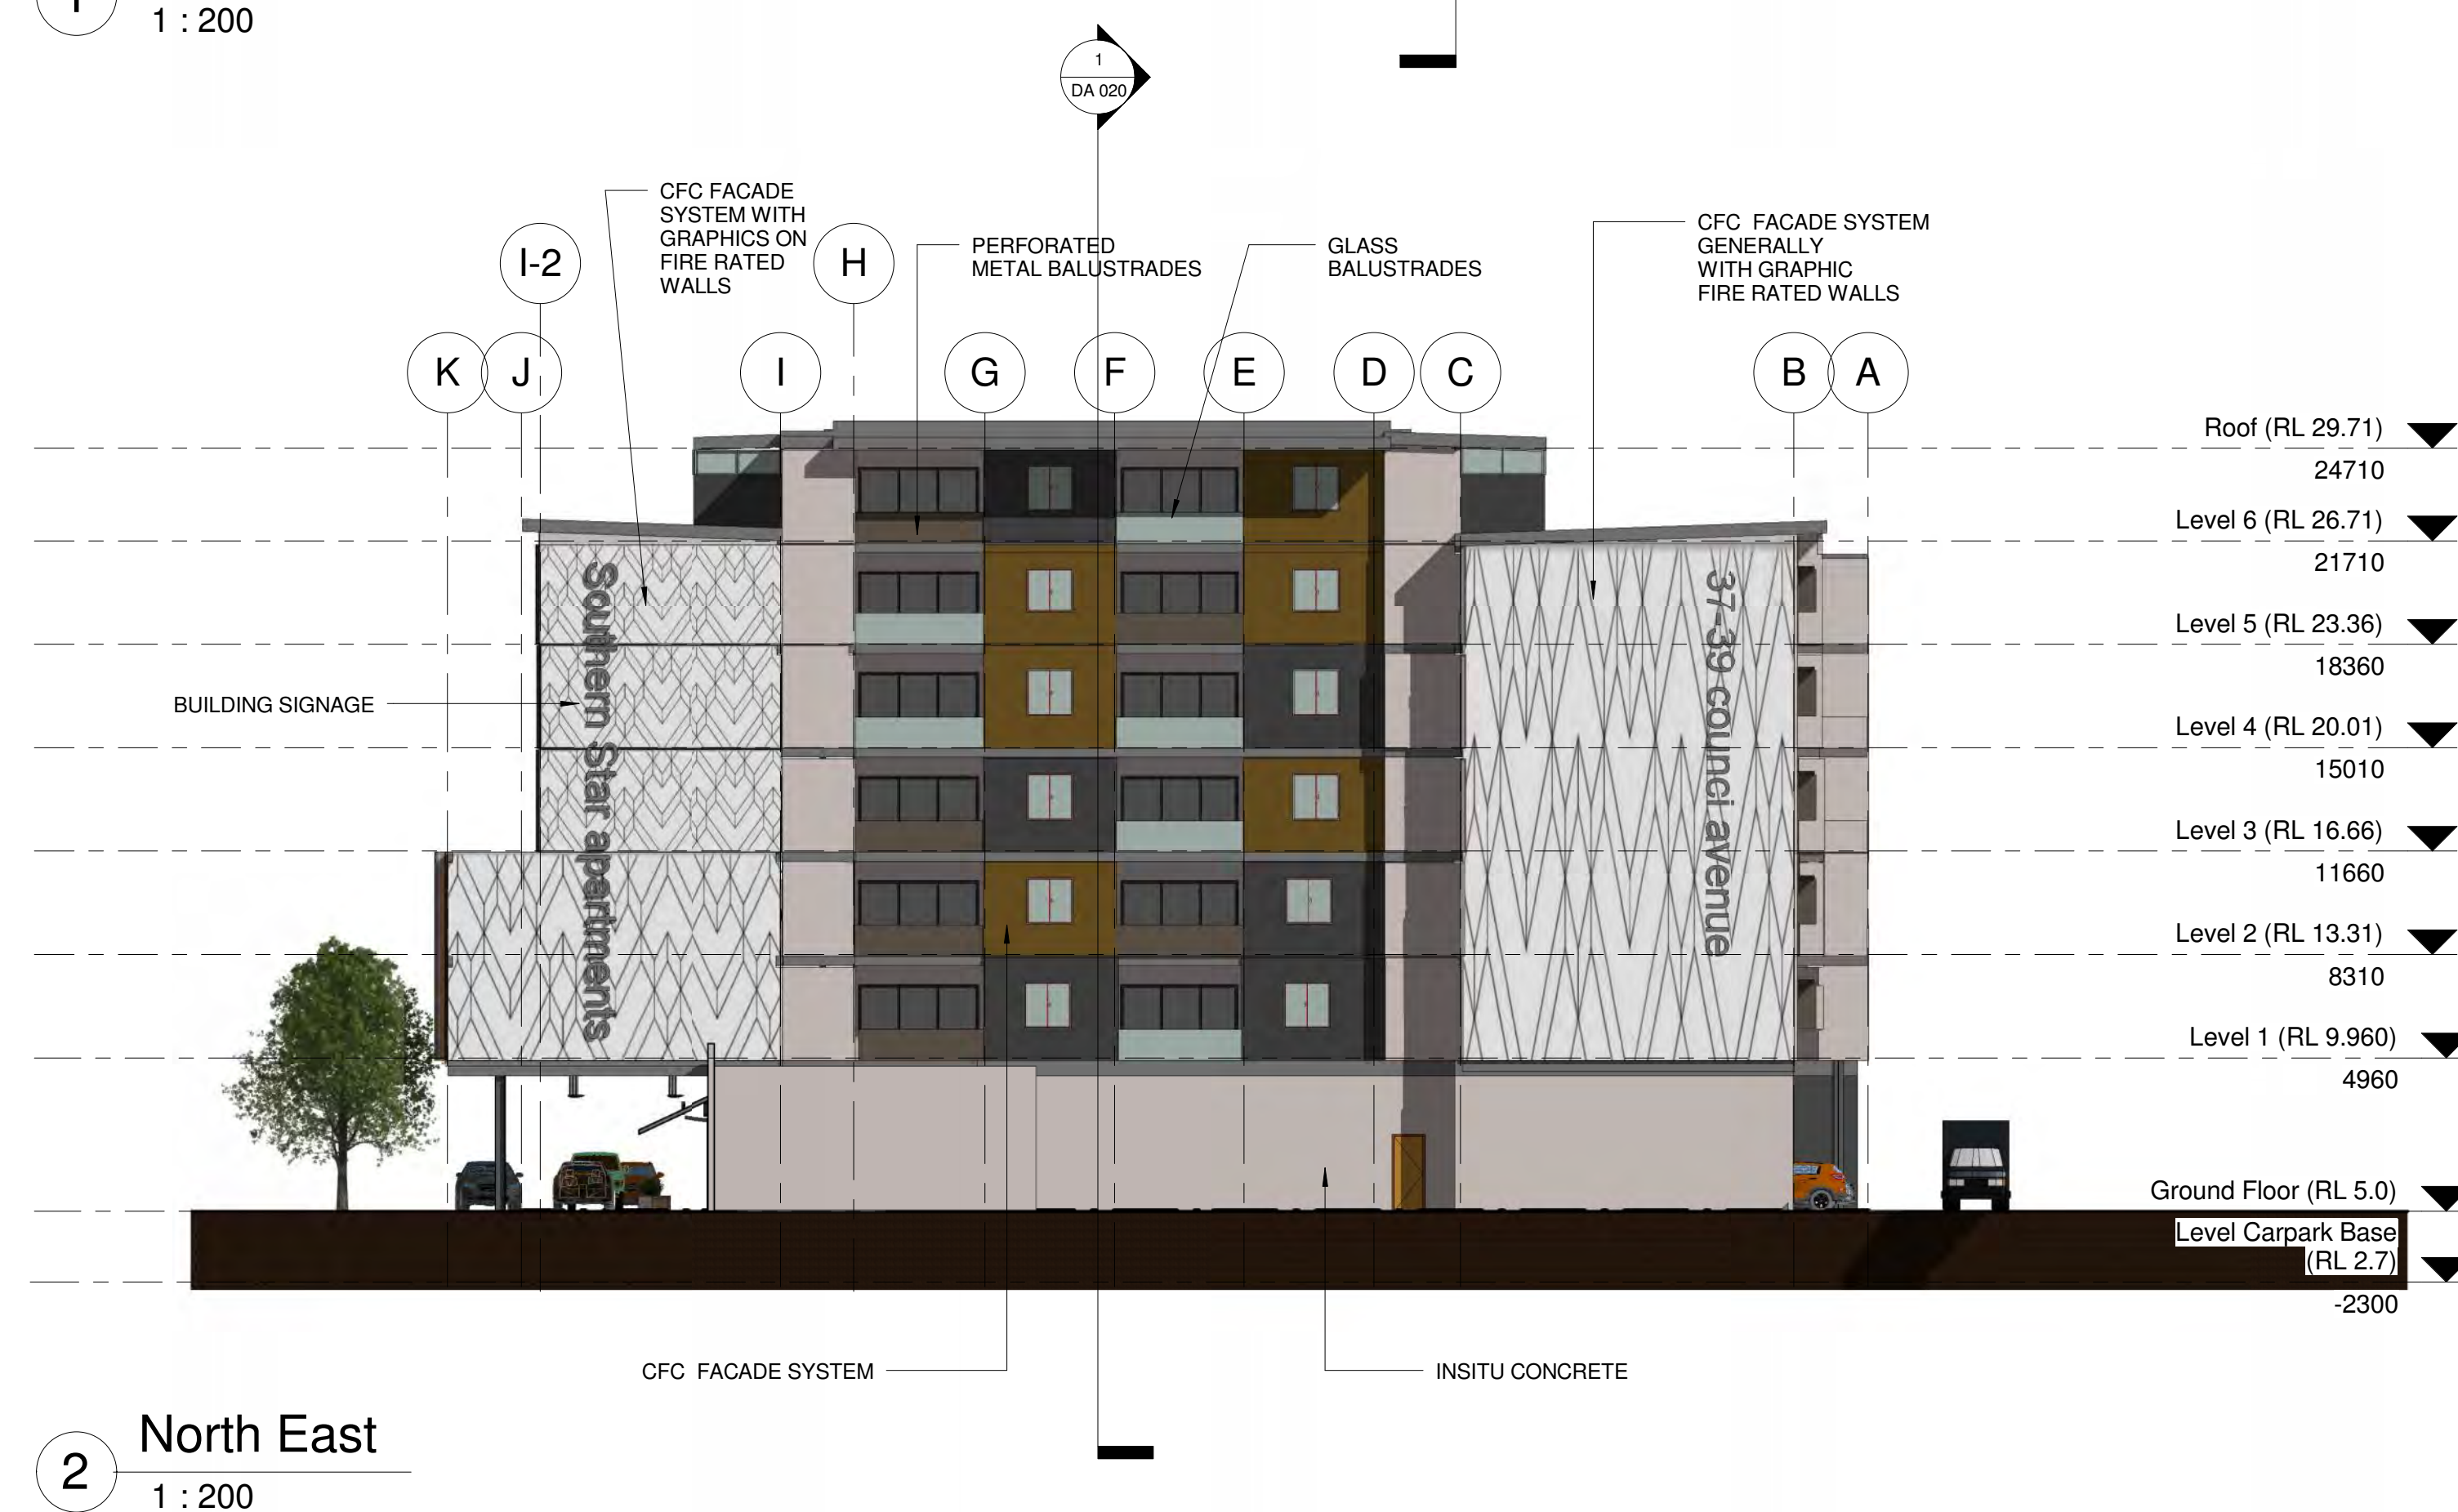 1
1 : 200
1
DA 020
CFC FACADE
SYSTEM WITH
GRAPHICS ON
FIRE RATED
WALLS
PERFORATED
METAL BALUSTRADES
GLASS
BALUSTRADES
CFC FACADE SYSTEM
GENERALLY
WITH GRAPHIC
FIRE RATED WALLS
I-2
H
K
J
I
G
F
E
D
C
B
A
Roof (RL 29.71)
24710
Level 6 (RL 26.71)
21710
Level 5 (RL 23.36)
18360
Level 4 (RL 20.01)
15010
Level 3 (RL 16.66)
11660
Level 2 (RL 13.31)
8310
Level 1 (RL 9.960)
4960
Ground Floor (RL 5.0)
Level Carpark Base
(RL 2.7)
-2300
BUILDING SIGNAGE
Southern Star apartments
37-39 counci avenue
CFC FACADE SYSTEM
INSITU CONCRETE
2
North East
1 : 200